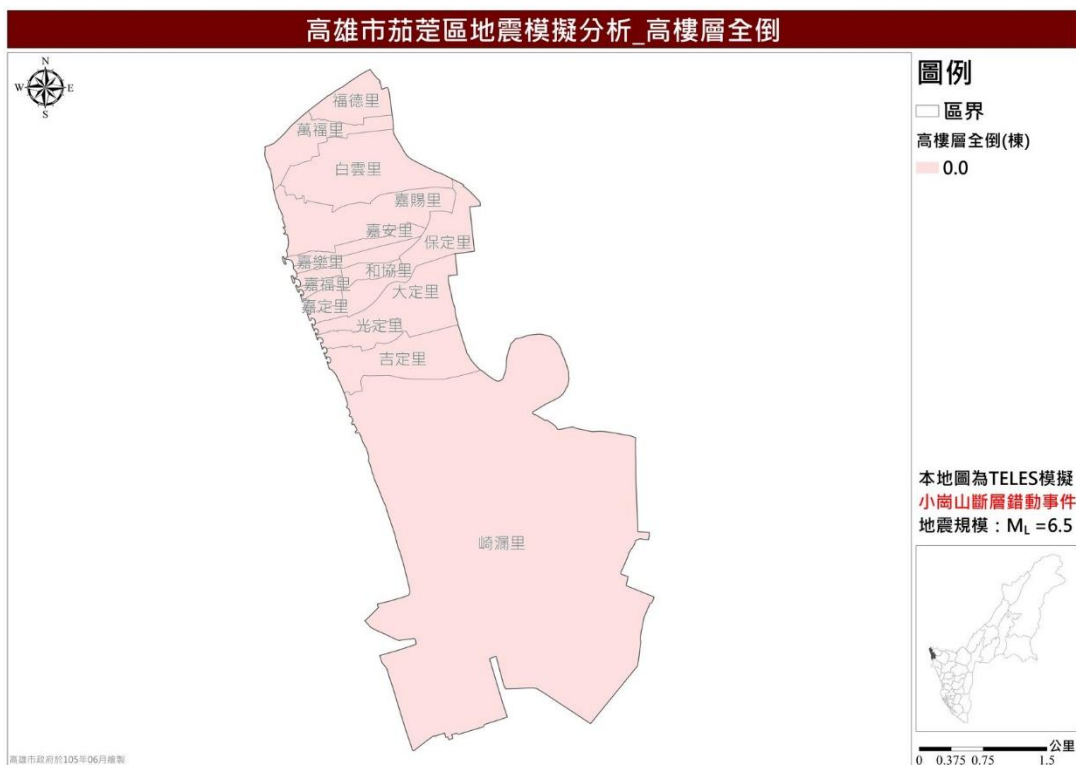 高雄市茄萣區地震模擬分析_高樓層全倒
N
W
E
S
福德里
萬福里
白雲里
嘉賜里
嘉安里
保定里
嘉樂里
和協里
嘉福里
大定里
嘉定里
光定里
吉定里
崎漏里
圖例
區界
高樓層全倒(棟)
0.0
本地圖為TELES模擬
小崗山斷層錯動事件
地震規模：ML =6.5
公里
0 0.375 0.75 1.5
高雄市政府於105年06月繪製